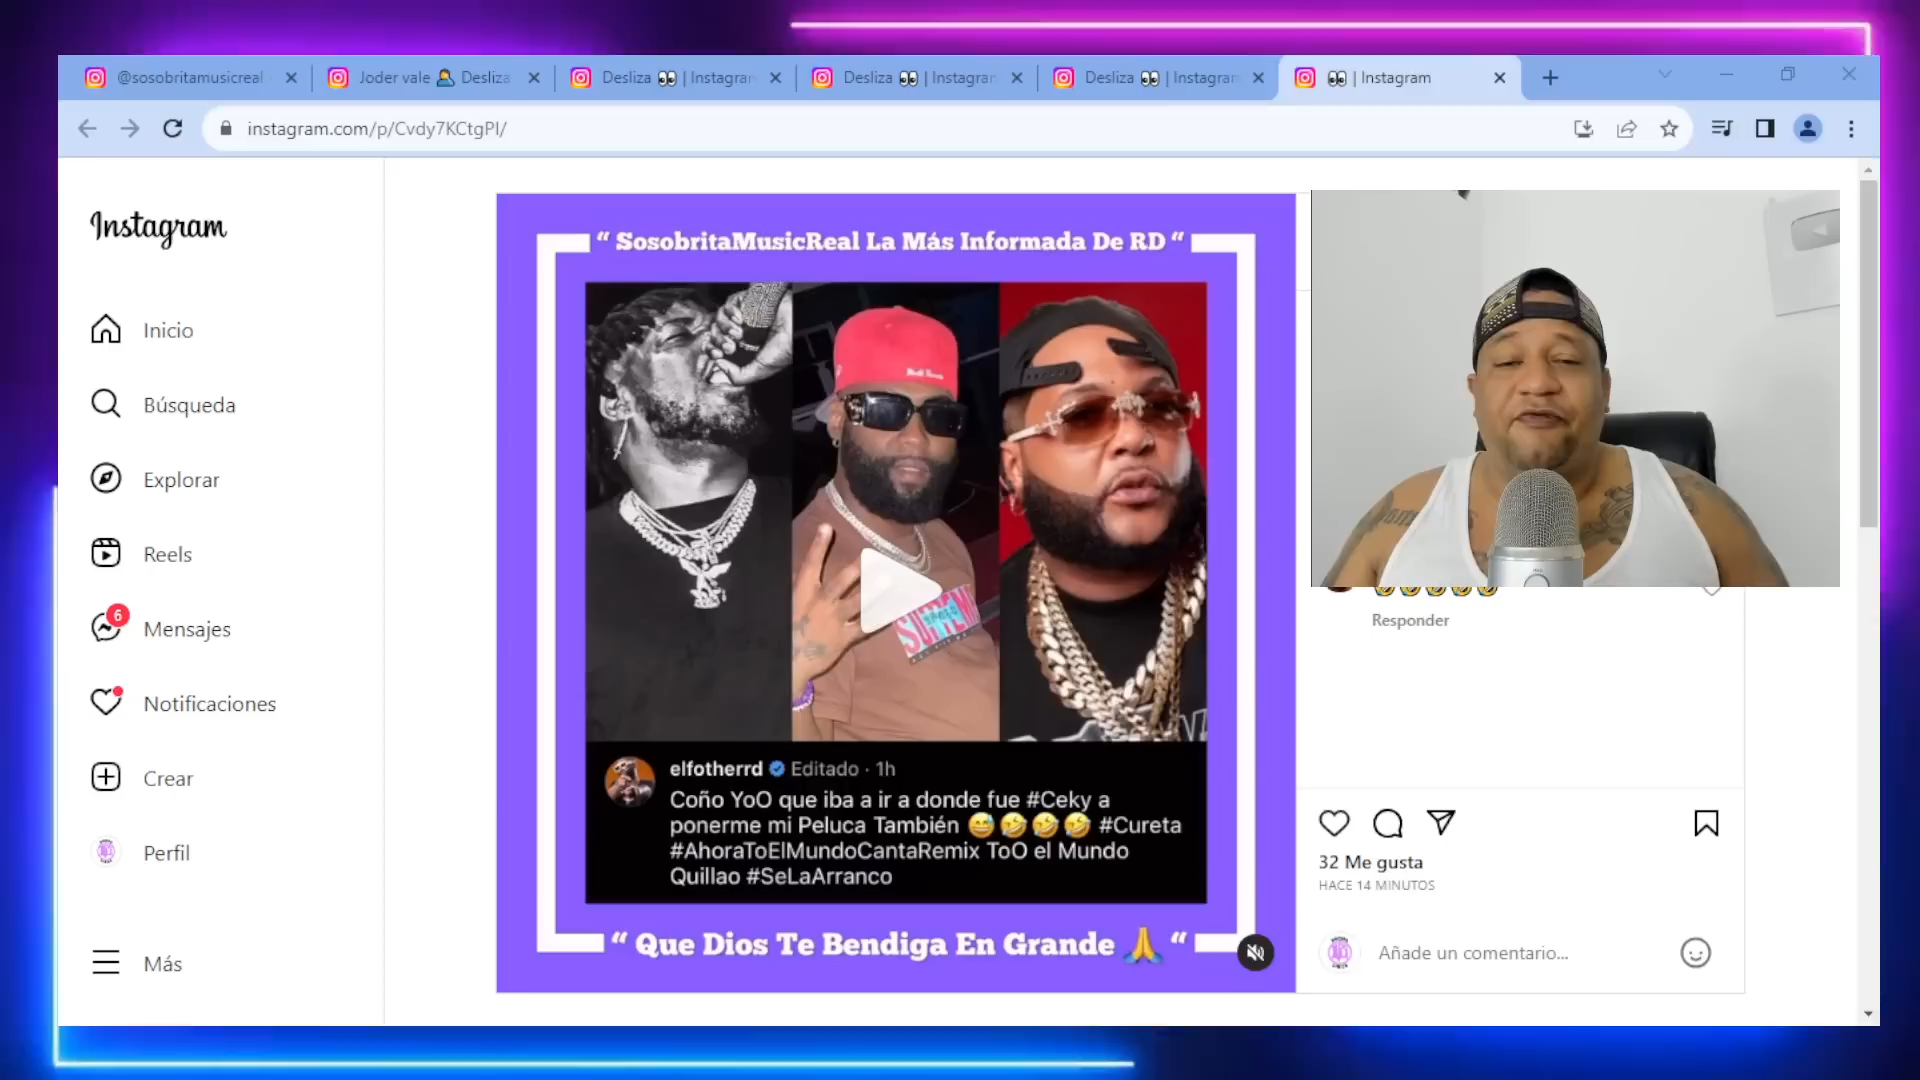 @sosobritamusicreal
Joder vale 🤦 Desliza
Desliza 👀 | Instagram
Desliza 👀 | Instagram
Desliza 👀 | Instagram
👀 | Instagram
instagram.com/p/Cvdy7KCtgPI/
Instagram
Inicio
Búsqueda
Explorar
Reels
6
Mensajes
Notificaciones
Crear
Perfil
Más
“ SosobritaMusicReal La Más Informada De RD “
elfotherrd Editado · 1h
Coño YoO que iba a ir a donde fue #Ceky a
ponerme mi Peluca También 😅🤣🤣🤣 #Cureta
#AhoraToElMundoCantaRemix ToO el Mundo
Quillao #SeLaArranco
“ Que Dios Te Bendiga En Grande 🙏 “
Responder
32 Me gusta
HACE 14 MINUTOS
Añade un comentario...